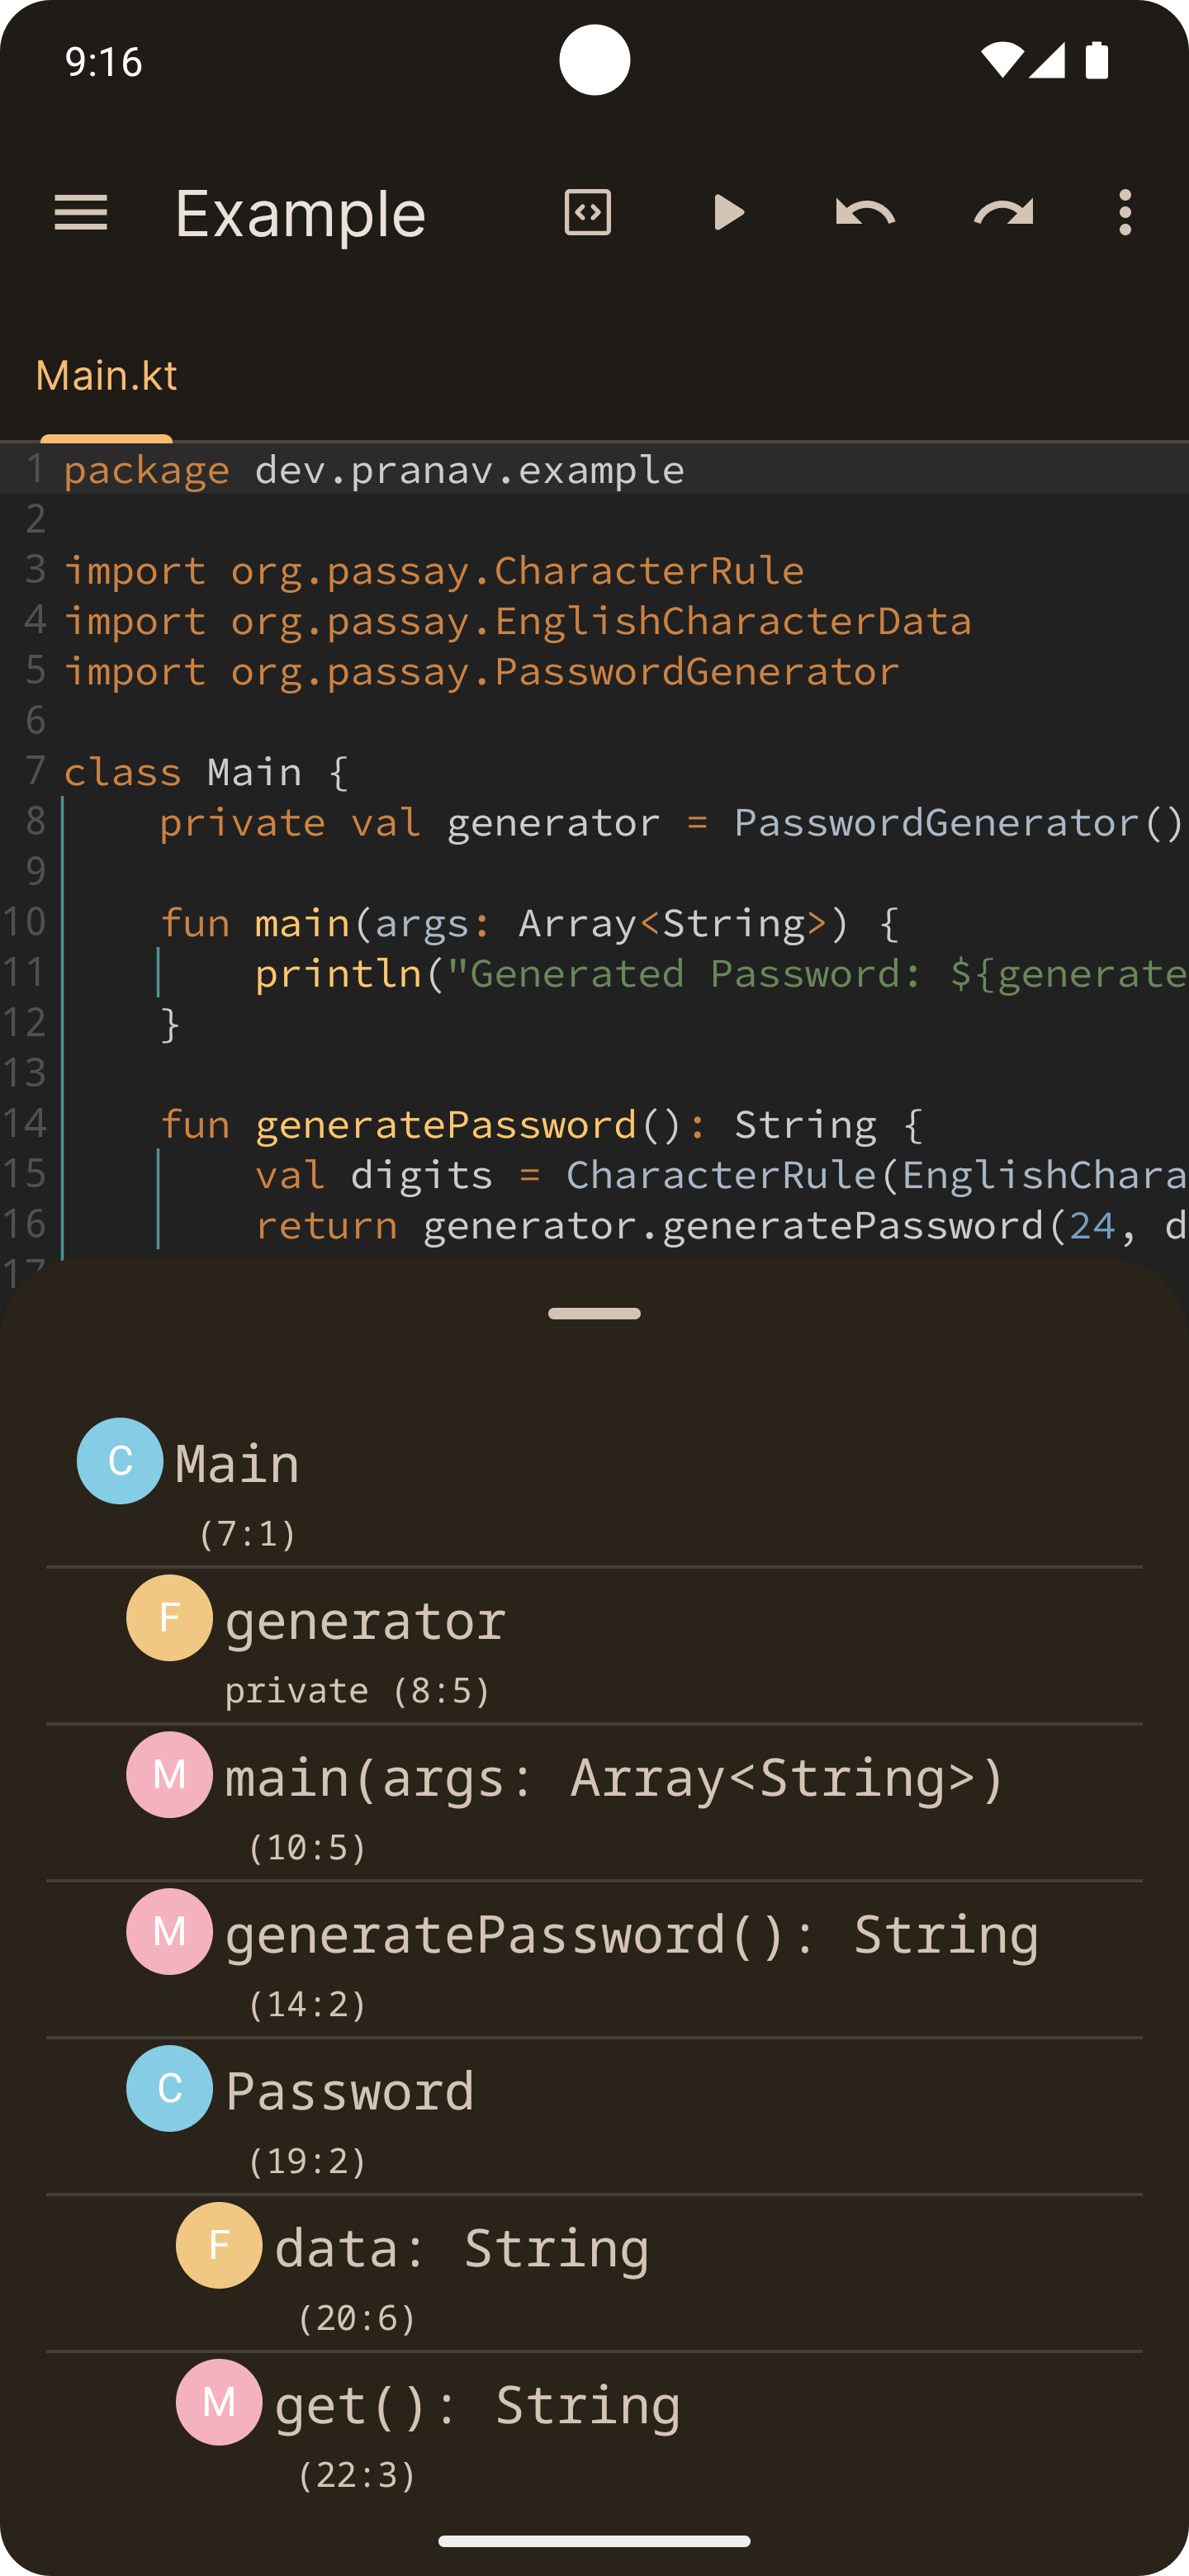 9:16
Example
Main.kt
1 package dev.pranav.example
2
3 import org.passay.CharacterRule
4 import org.passay.EnglishCharacterData
5 import org.passay.PasswordGenerator
6
7 class Main {
8     private val generator = PasswordGenerator()
9
10     fun main(args: Array<String>) {
11         println("Generated Password: ${generate
12     }
13
14     fun generatePassword(): String {
15         val digits = CharacterRule(EnglishChara
16         return generator.generatePassword(24, d
17
C Main
(7:1)
F generator
private (8:5)
M main(args: Array<String>)
(10:5)
M generatePassword(): String
(14:2)
C Password
(19:2)
F data: String
(20:6)
M get(): String
(22:3)